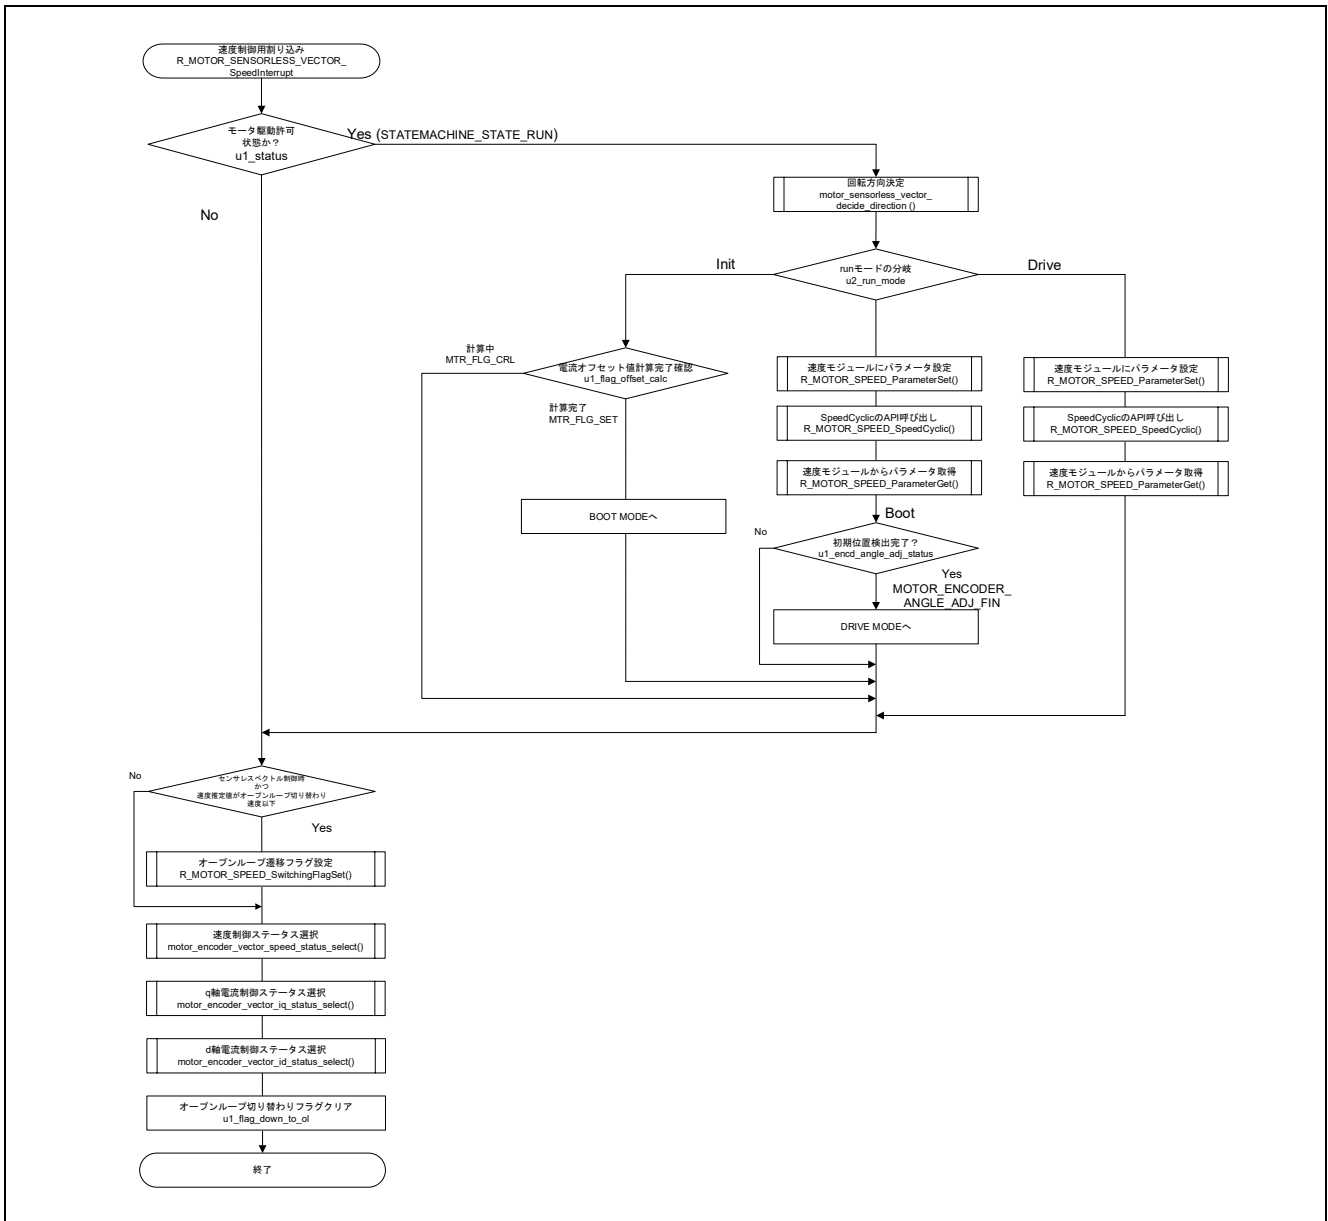 速度制御用割り込み
R_MOTOR_SENSORLESS_VECTOR_
SpeedInterrupt
モータ駆動許可
状態か？
u1_status
Yes (STATEMACHINE_STATE_RUN)
No
回転方向決定
motor_sensorless_vector_
decide_direction ()
runモードの分岐
u2_run_mode
Init
Drive
計算中
MTR_FLG_CRL
電流オフセット値計算完了確認
u1_flag_offset_calc
計算完了
MTR_FLG_SET
BOOT MODEへ
速度モジュールにパラメータ設定
R_MOTOR_SPEED_ParameterSet()
SpeedCyclicのAPI呼び出し
R_MOTOR_SPEED_SpeedCyclic()
速度モジュールからパラメータ取得
R_MOTOR_SPEED_ParameterGet()
Boot
速度モジュールにパラメータ設定
R_MOTOR_SPEED_ParameterSet()
SpeedCyclicのAPI呼び出し
R_MOTOR_SPEED_SpeedCyclic()
速度モジュールからパラメータ取得
R_MOTOR_SPEED_ParameterGet()
No
初期位置検出完了？
u1_encd_angle_adj_status
Yes
MOTOR_ENCODER_
ANGLE_ADJ_FIN
DRIVE MODEへ
No
センサレスベクトル制御時
かつ
速度推定値がオープンループ切り替わり
速度以下
Yes
オープンループ遷移フラグ設定
R_MOTOR_SPEED_SwitchingFlagSet()
速度制御ステータス選択
motor_encoder_vector_speed_status_select()
q軸電流制御ステータス選択
motor_encoder_vector_iq_status_select()
d軸電流制御ステータス選択
motor_encoder_vector_id_status_select()
オープンループ切り替わりフラグクリア
u1_flag_down_to_ol
終了